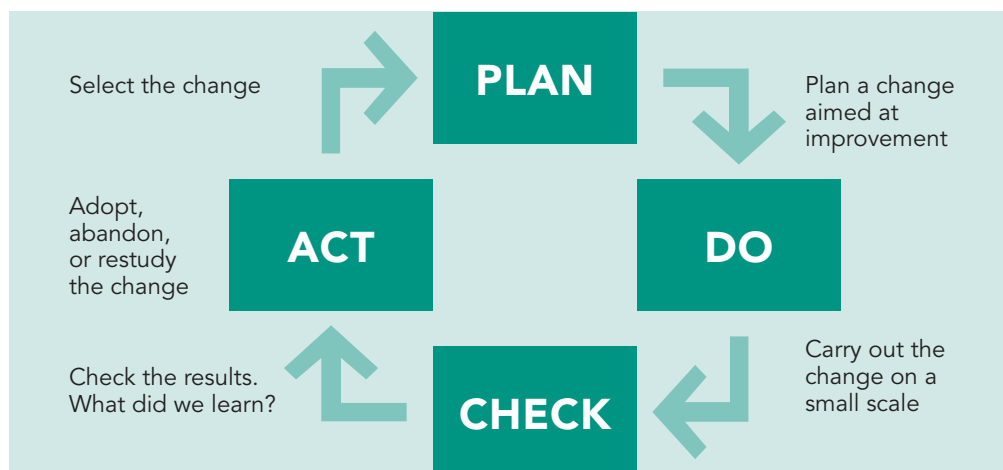 PLAN
Plan a change
aimed at
improvement
DO
Carry out the
change on a
small scale
CHECK
Check the results.
What did we learn?
ACT
Adopt,
abandon,
or restudy
the change
Select the change